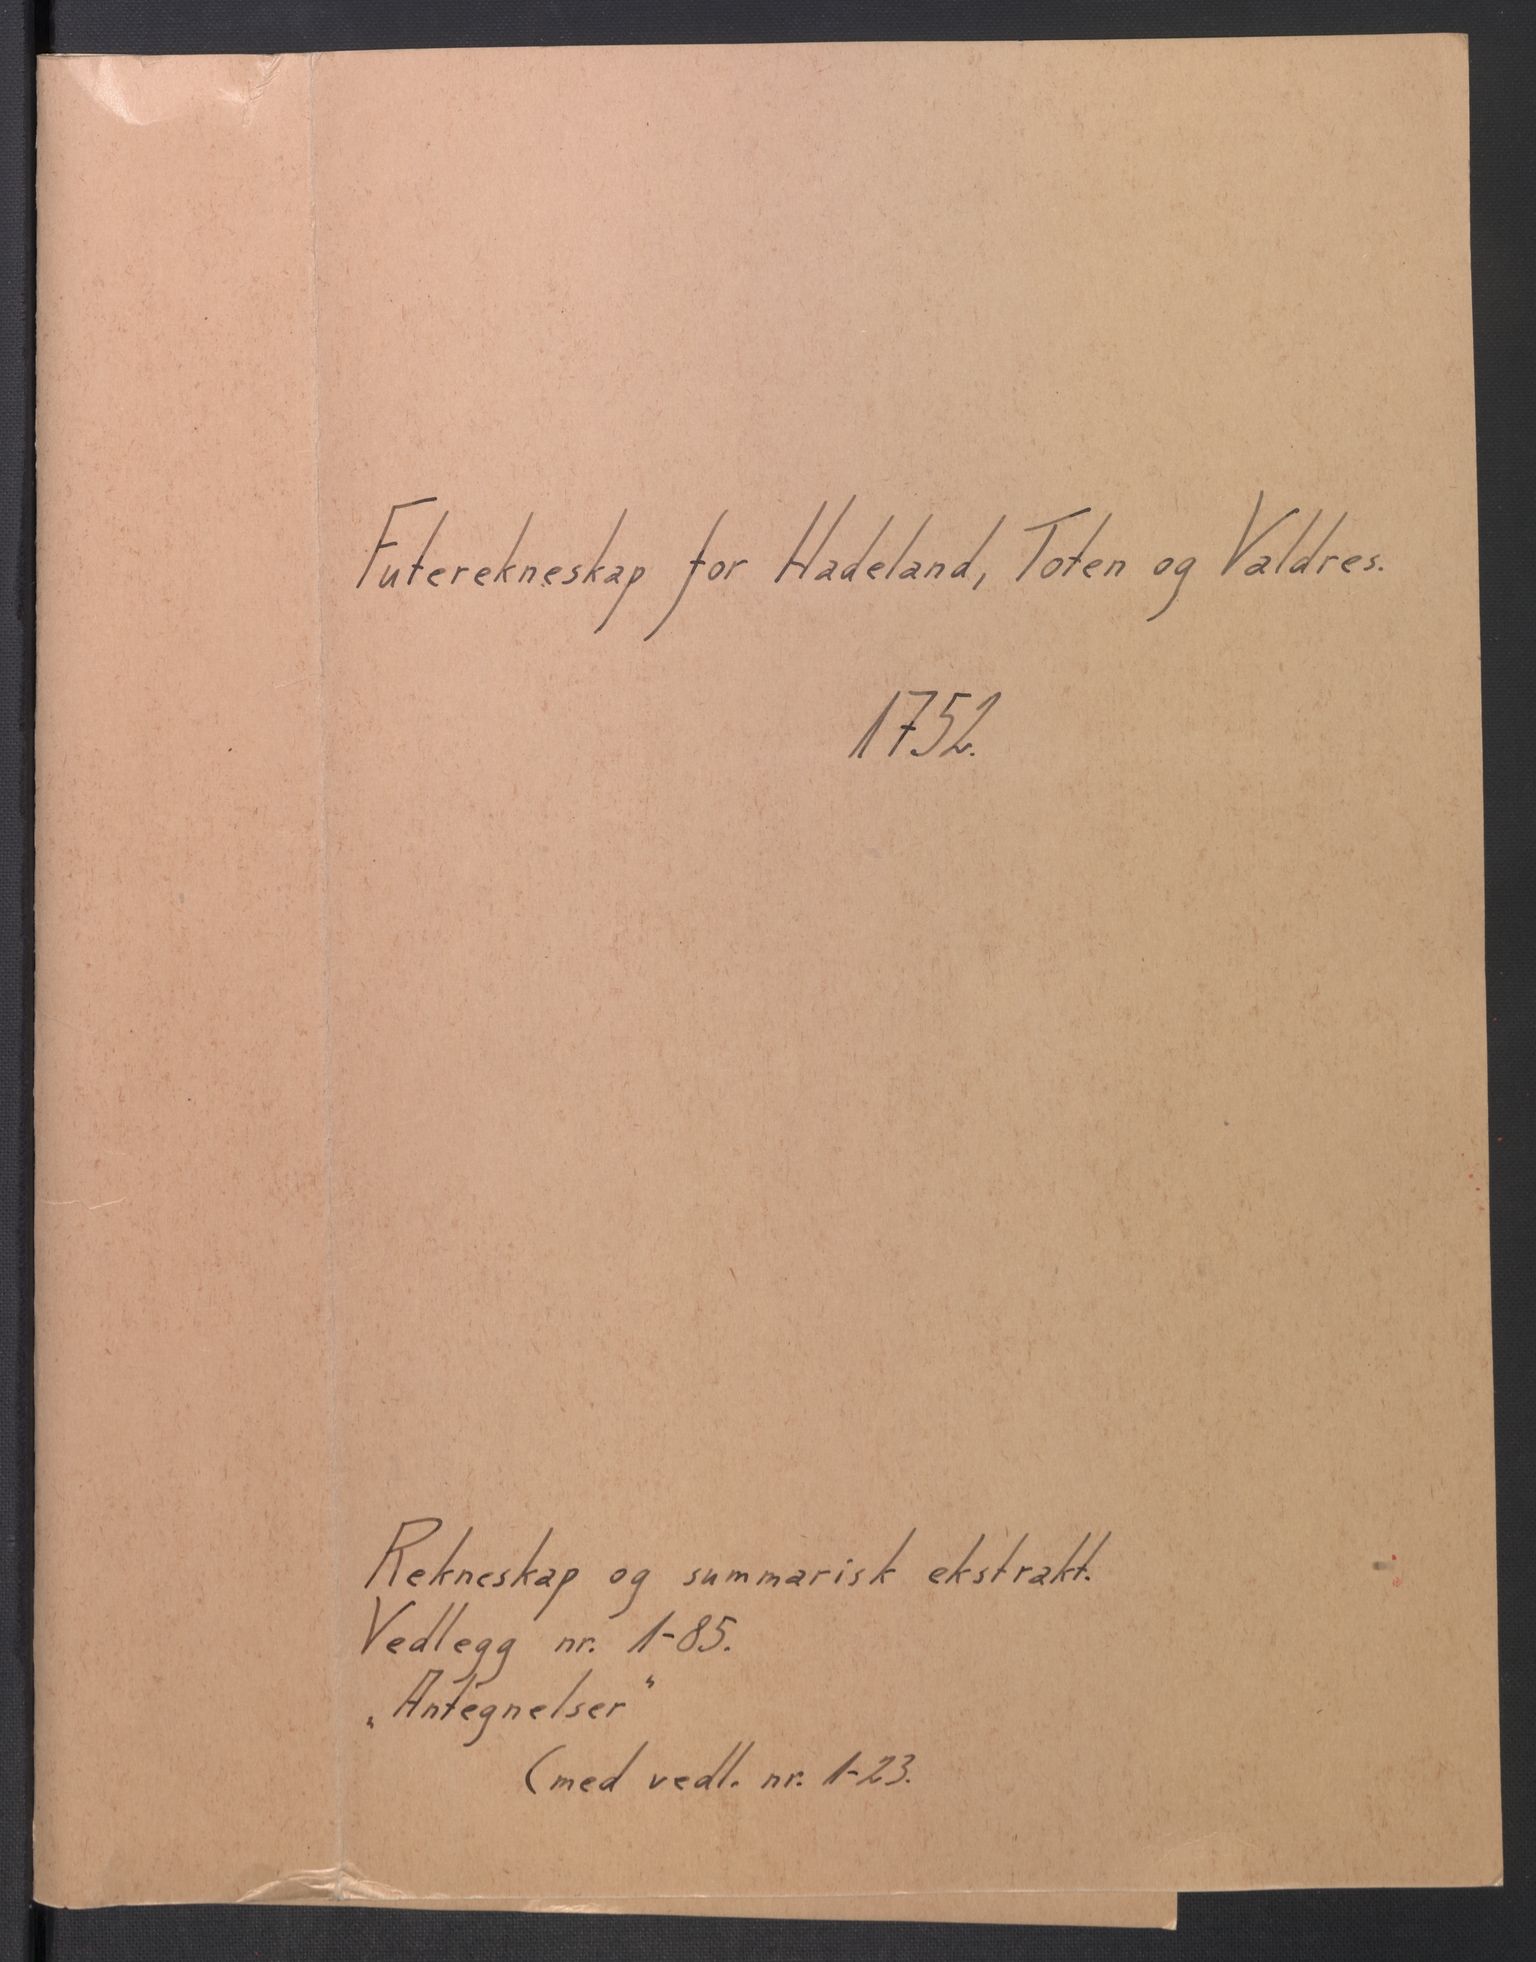 Futerekneskap for Hadeland, Toten og Valdres.
1752.
Rekneskap og summarisk ekstrakt.
Vedlegg nr. 1-85.
„Antegnelser“
(med vedl. nr. 1-23.